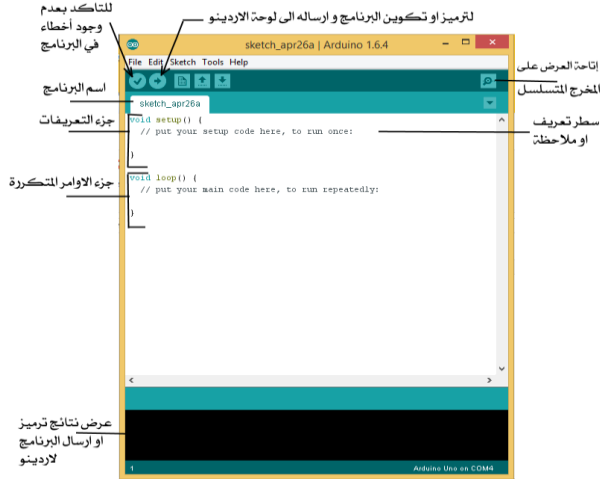 للتاكد بعدم
وجود أخطاء
في البرنامج
لترميز او تكوين البرنامج و ارساله الى لوحة الاردينو
sketch_apr26a | Arduino 1.6.4
File Edit Sketch Tools Help
إتاحة العرض على
المخرج المتسلسل
اسم البرنامج
sketch_apr26a
جزء التعريفات
void setup() {
// put your setup code here, to run once:
}
سطر تعريف
او ملاحظة
جزء الاوامر المتكررة
void loop() {
// put your main code here, to run repeatedly:
}
عرض نتائج ترميز
او ارسال البرنامج
لاردينو
1
Arduino Uno on COM4